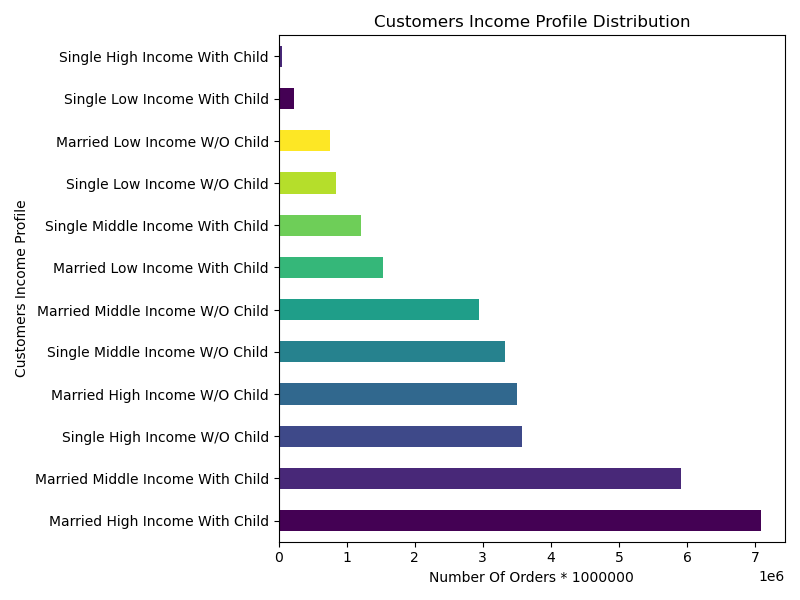 Customers Income Profile Distribution
Customers Income Profile
Single High Income With Child
Single Low Income With Child
Married Low Income W/O Child
Single Low Income W/O Child
Single Middle Income With Child
Married Low Income With Child
Married Middle Income W/O Child
Single Middle Income W/O Child
Married High Income W/O Child
Single High Income W/O Child
Married Middle Income With Child
Married High Income With Child
0 1 2 3 4 5 6 7
1e6
Number Of Orders * 1000000